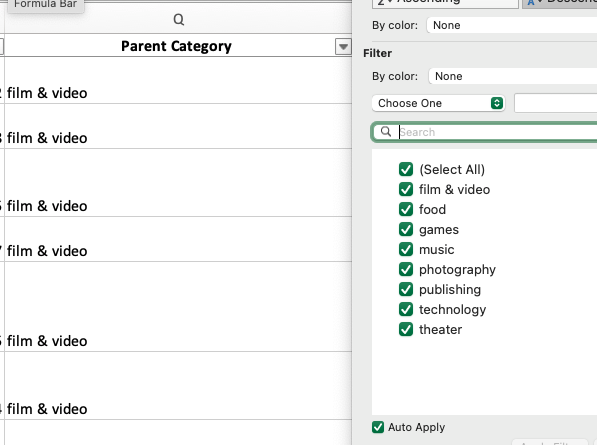 Formula Bar
Q
Parent Category
film & video
film & video
film & video
film & video
film & video
film & video
Ascending
By color: None
Filter
By color: None
Choose One
Search
(Select All)
film & video
food
games
music
photography
publishing
technology
theater
Auto Apply